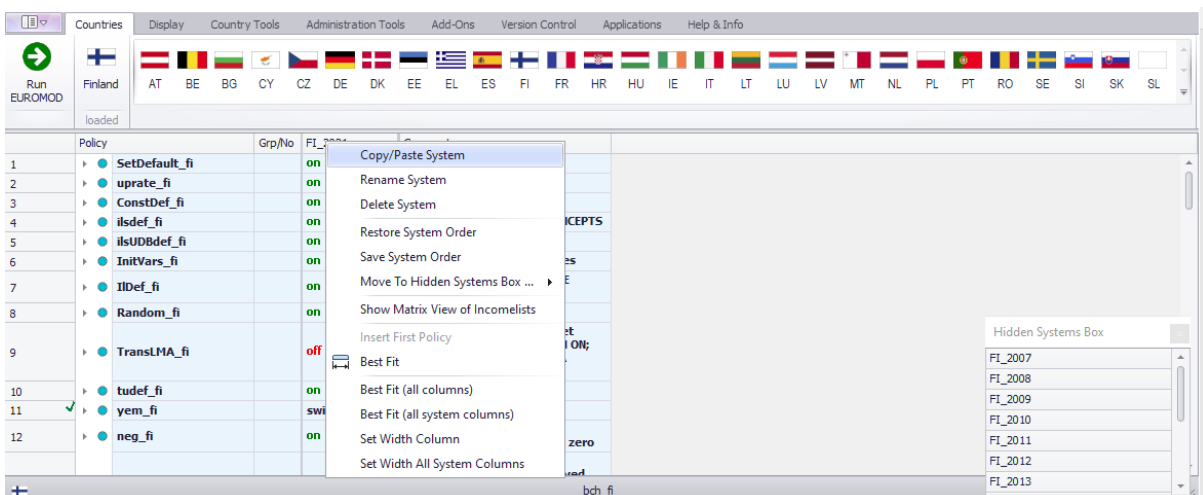 Countries Display Country Tools Administration Tools Add-Ons Version Control Applications Help & Info
Run EUROMOD
Finland
loaded
AT BE BG CY CZ DE DK EE EL ES FI FR HR HU IE IT LT LU LV MT NL PL PT RO SE SI SK SL
Policy Grp/No
1 SetDefault_fi on
2 uprate_fi on
3 ConstDef_fi on
4 ilsdef_fi on
5 ilsUDBdef_fi on
6 InitVars_fi on
7 IlDef_fi on
8 Random_fi on
9 TransLMA_fi off
ON;
10 tudef_fi on
11 yem_fi
12 neg_fi on
zero
Copy/Paste System
Rename System
Delete System
Restore System Order
Save System Order
Move To Hidden Systems Box ...
Show Matrix View of Incomelists
Insert First Policy
Best Fit
Best Fit (all columns)
Best Fit (all system columns)
Set Width Column
Set Width All System Columns
Hidden Systems Box
FI_2007
FI_2008
FI_2009
FI_2010
FI_2011
FI_2012
FI_2013
bch_fi